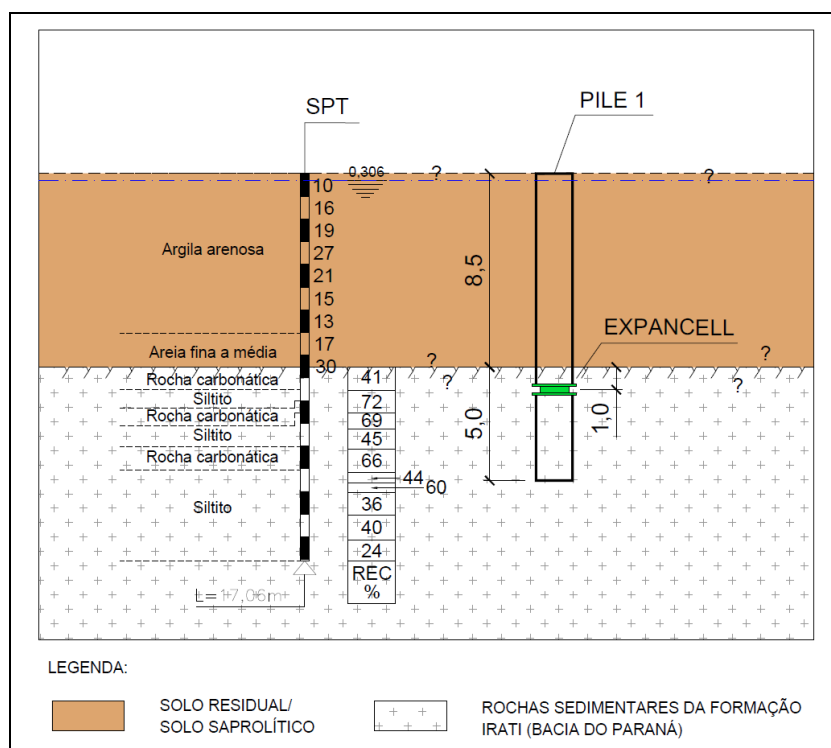 SPT
PILE 1
0,306
?
?
10
16
19
27
21
15
13
17
30
Argila arenosa
8,5
EXPANCELL
Areia fina a média
?
?
?
?
Rocha carbonática
Siltito
Rocha carbonática
Siltito
Rocha carbonática
Siltito
41
72
69
45
66
44
60
36
40
24
REC
%
5,0
1,0
L=17,06m
LEGENDA:
SOLO RESIDUAL/
SOLO SAPROLÍTICO
ROCHAS SEDIMENTARES DA FORMAÇÃO
IRATI (BACIA DO PARANÁ)